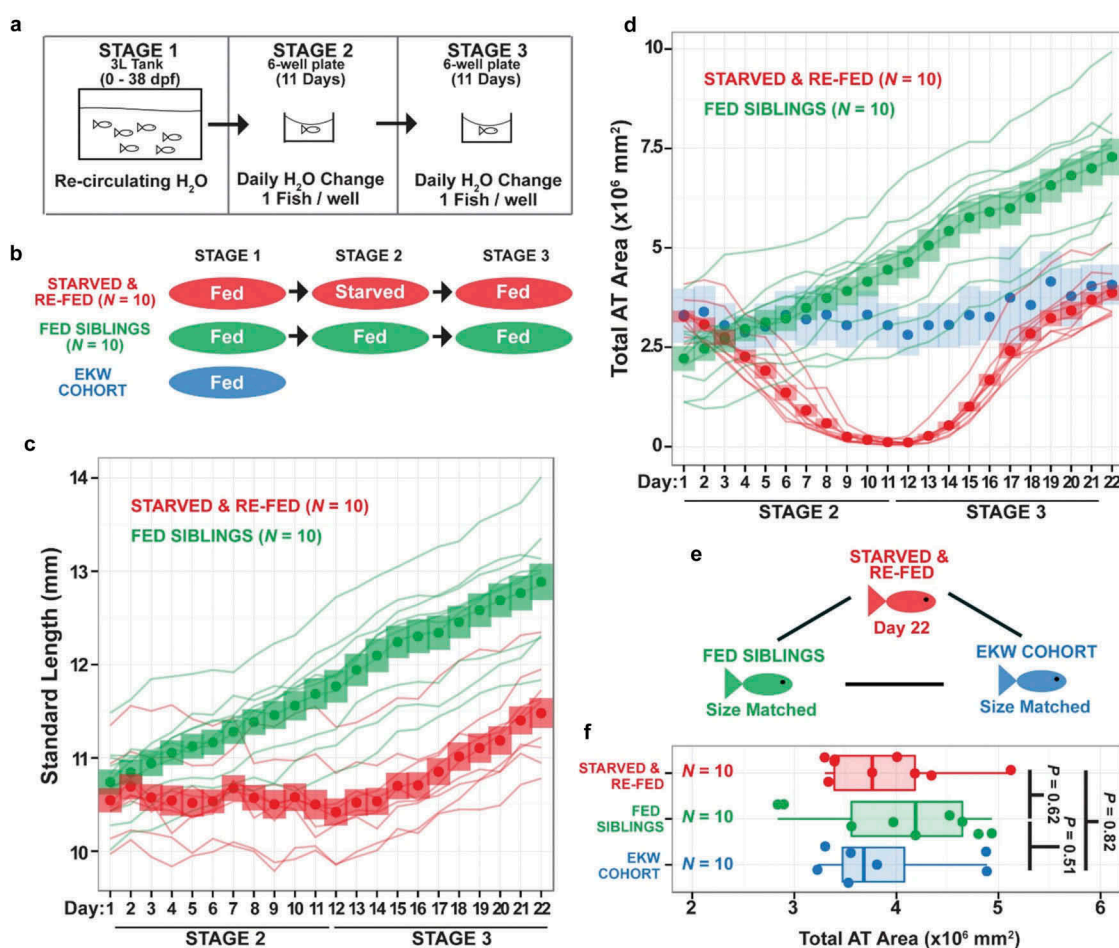 a
STAGE 1
3L Tank
(0 - 38 dpf)
Re-circulating H₂O
STAGE 2
6-well plate
(11 Days)
Daily H₂O Change
1 Fish / well
STAGE 3
6-well plate
(11 Days)
Daily H₂O Change
1 Fish / well
b
STAGE 1 STAGE 2 STAGE 3
STARVED &
RE-FED (N = 10)
Fed Starved Fed
FED SIBLINGS
(N = 10)
Fed Fed Fed
EKW
COHORT
Fed
c
STARVED & RE-FED (N = 10)
FED SIBLINGS (N = 10)
Standard Length (mm)
14
13
12
11
10
Day: 1 2 3 4 5 6 7 8 9 10 11 12 13 14 15 16 17 18 19 20 21 22
STAGE 2 STAGE 3
d
STARVED & RE-FED (N = 10)
FED SIBLINGS (N = 10)
Total AT Area (x10⁶ mm²)
10
7.5
5
2.5
0
Day: 1 2 3 4 5 6 7 8 9 10 11 12 13 14 15 16 17 18 19 20 21 22
STAGE 2 STAGE 3
e
STARVED
& RE-FED
Day 22
FED SIBLINGS
Size Matched
EKW COHORT
Size Matched
f
STARVED &
RE-FED
N = 10
FED
SIBLINGS
N = 10
EKW
COHORT
N = 10
P = 0.62
P = 0.51
P = 0.82
2 3 4 5 6
Total AT Area (x10⁶ mm²)